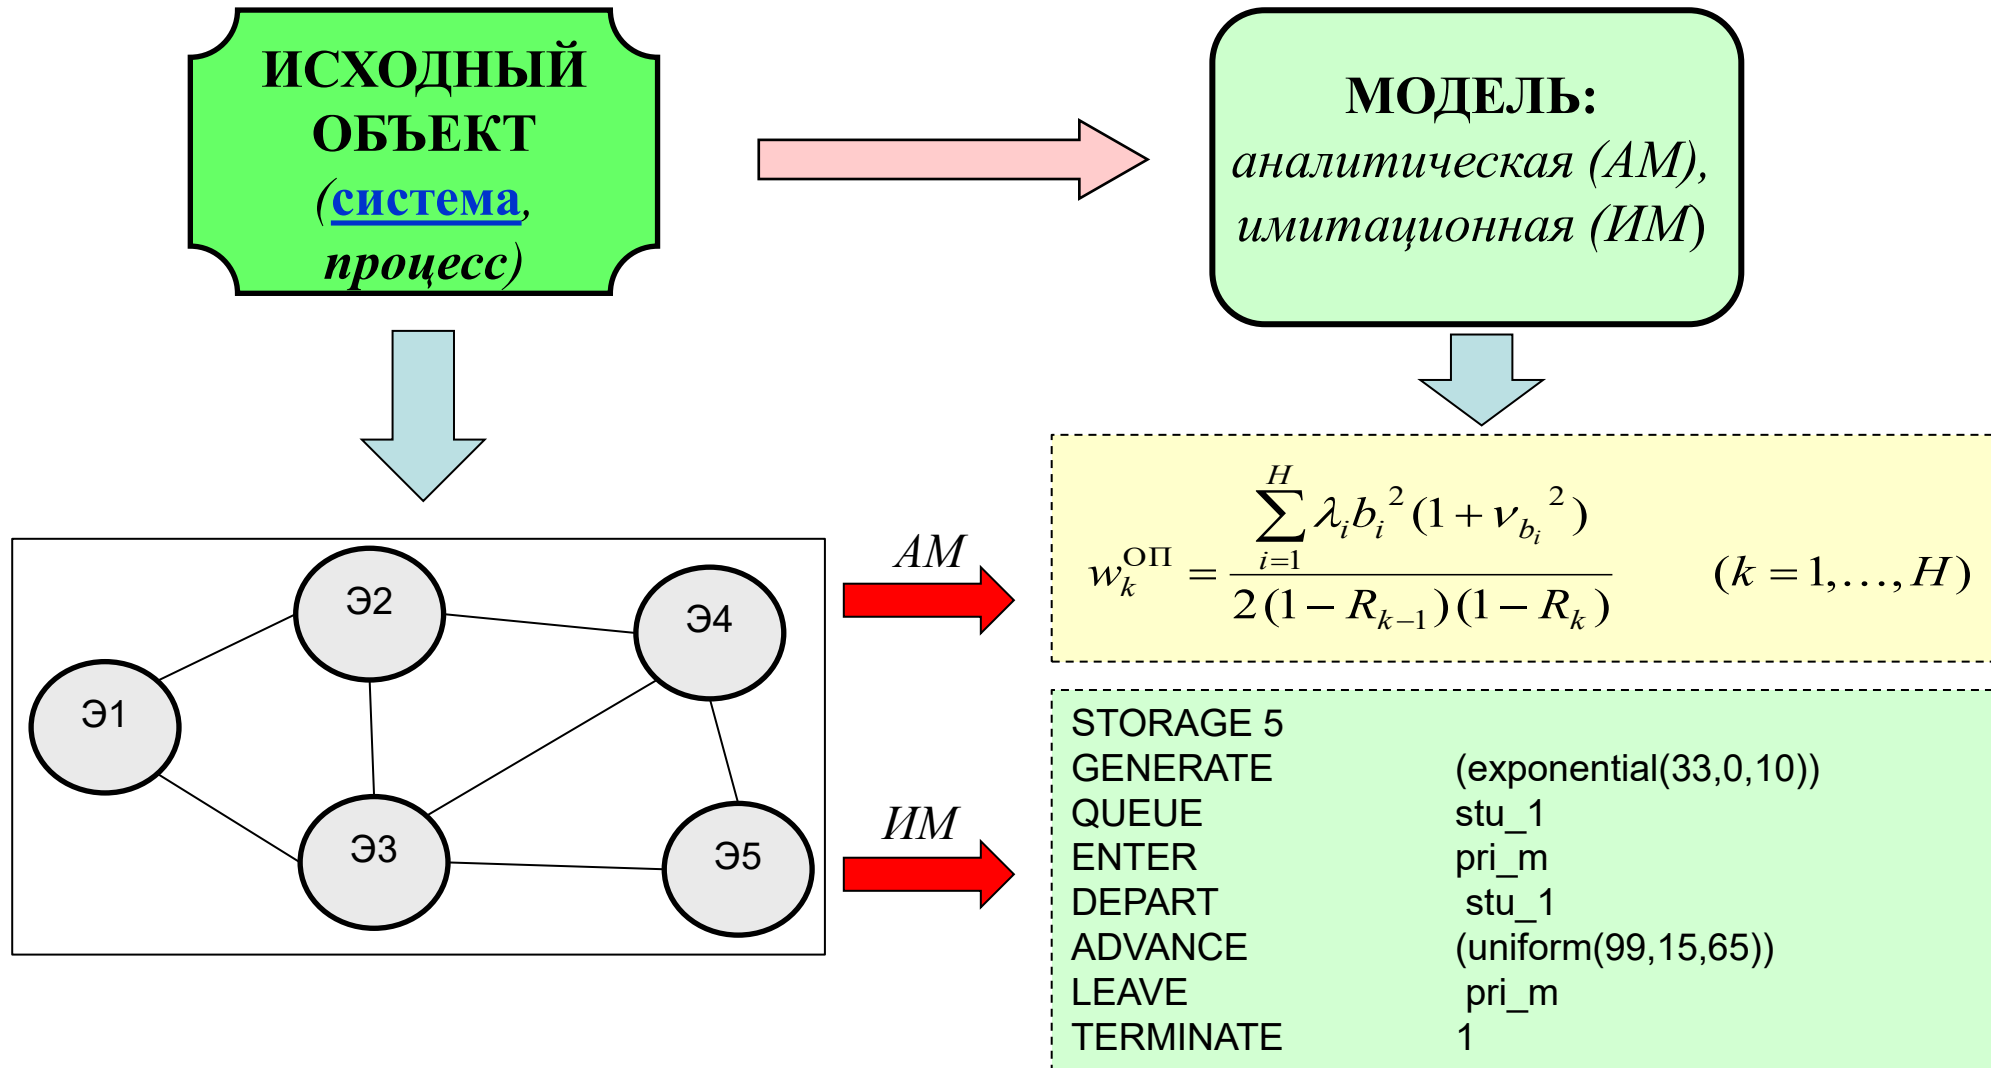 ИСХОДНЫЙ
ОБЪЕКТ
(система,
процесс)
МОДЕЛЬ:
аналитическая (АМ),
имитационная (ИМ)
Э1
Э2
Э3
Э4
Э5
АМ
ИМ
w_k^{ОП} = \frac{\sum_{i=1}^{H} λ_i b_i^2 (1 + ν_{b_i}^2)}{2(1 − R_{k−1})(1 − R_k)} (k = 1,…, H)
STORAGE 5
GENERATE (exponential(33,0,10))
QUEUE stu_1
ENTER pri_m
DEPART stu_1
ADVANCE (uniform(99,15,65))
LEAVE pri_m
TERMINATE 1